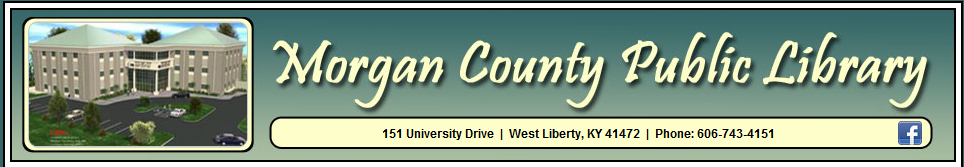 Morgan County Public Library
151 University Drive | West Liberty, KY 41472 | Phone: 606-743-4151
f